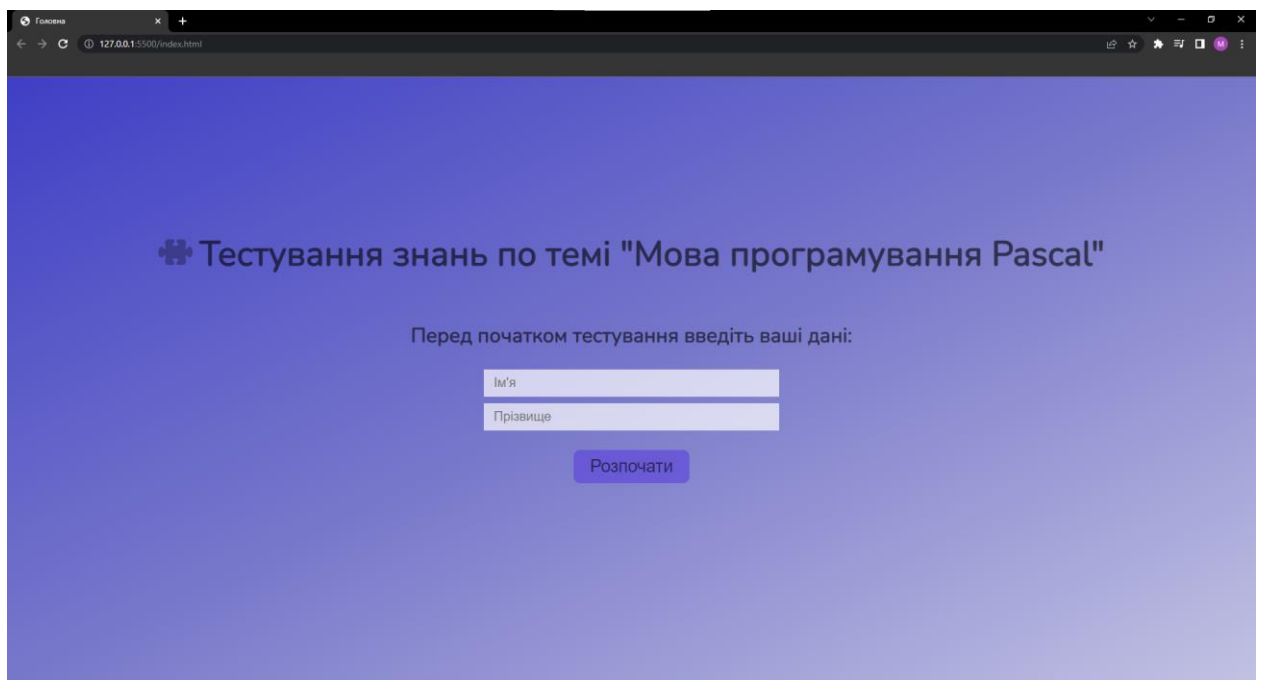 Головна
127.0.0.1:5500/index.html
M
Тестування знань по темі "Мова програмування Pascal"
Перед початком тестування введіть ваші дані:
Ім'я
Прізвище
Розпочати